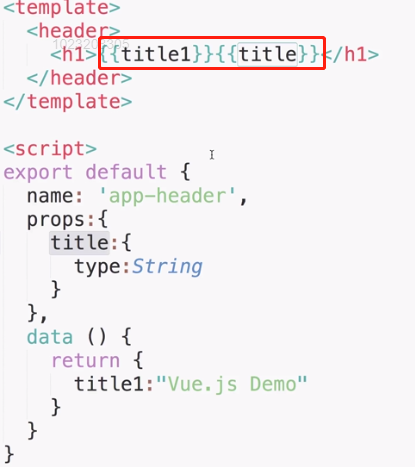 <template>
  <header>
    <h1>{{title1}}{{title}}</h1>
  </header>
</template>

<script>
export default {
  name: 'app-header',
  props:{
    title:{
      type:String
    }
  },
  data () {
    return {
      title1:"Vue.js Demo"
    }
  }
}